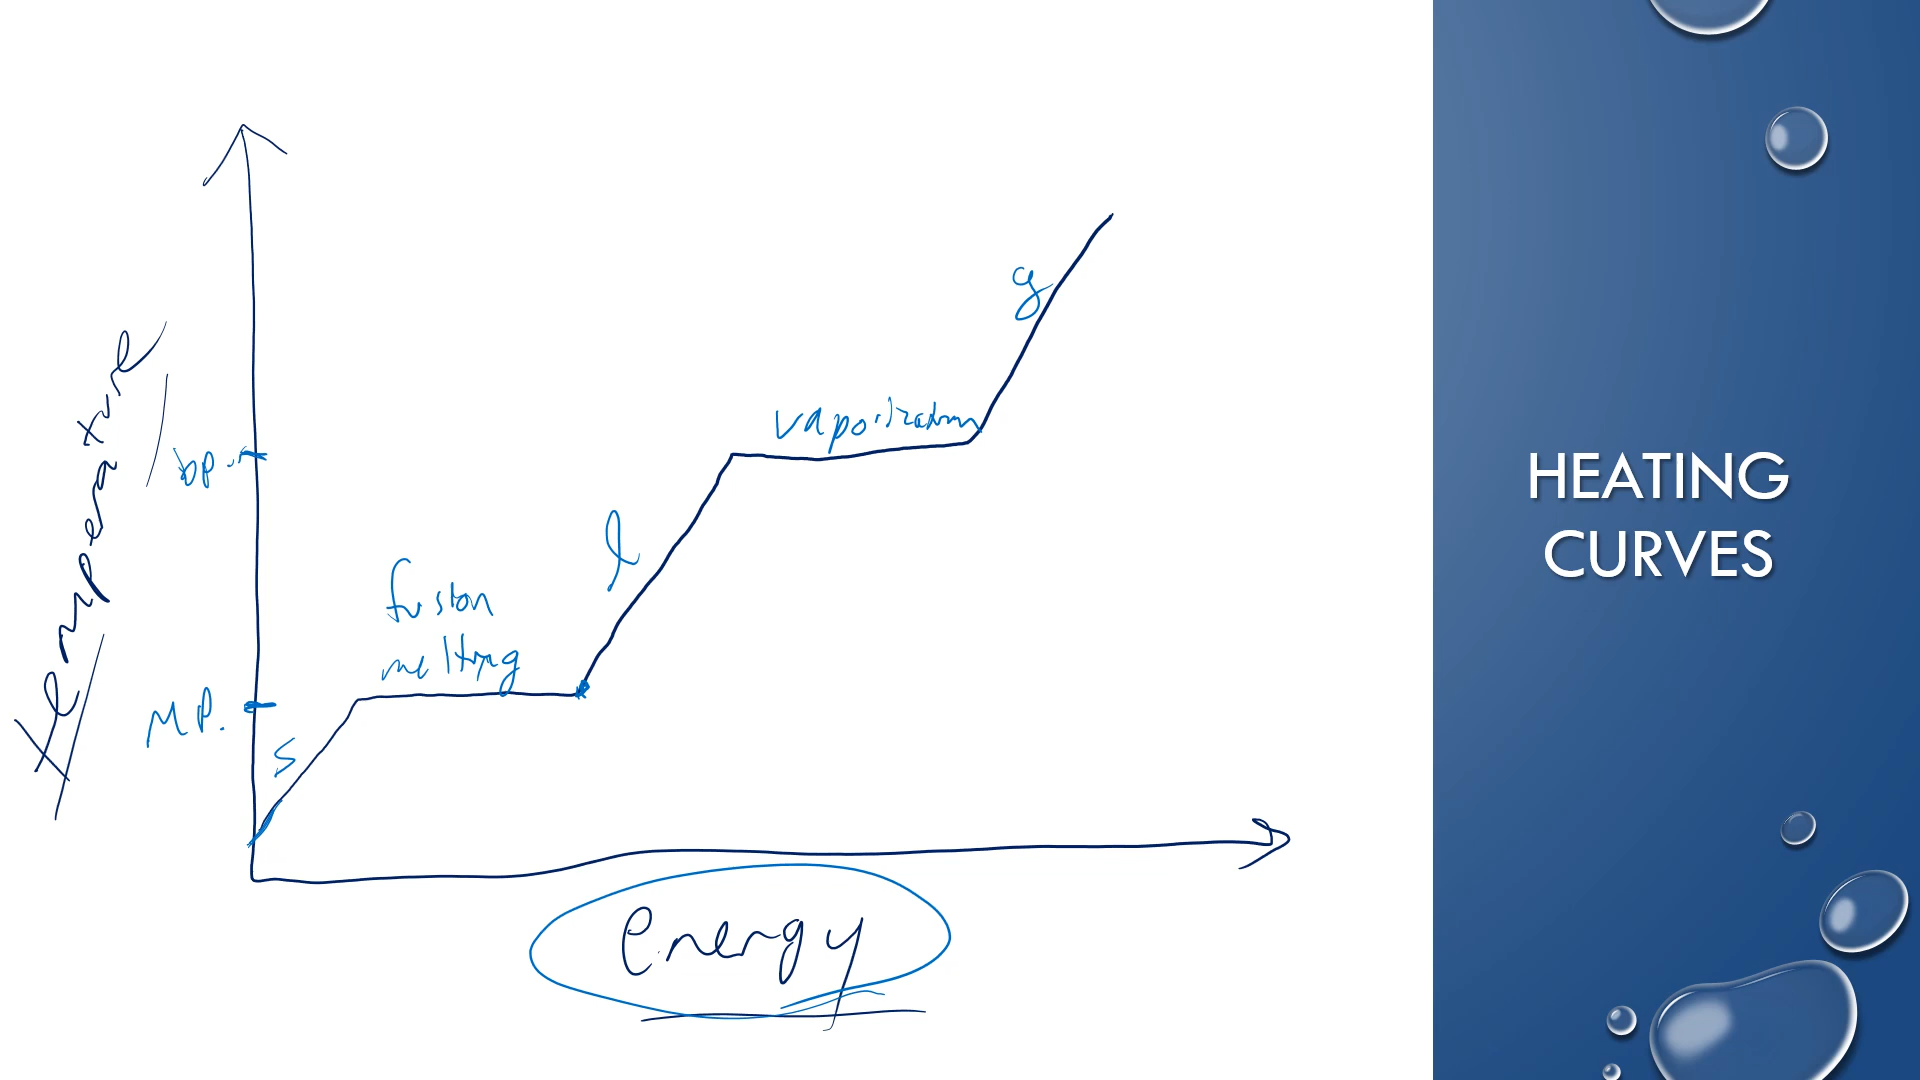 temperature
bp.
M P.
s
fusion
melting
l
vaporization
g
energy
HEATING
CURVES